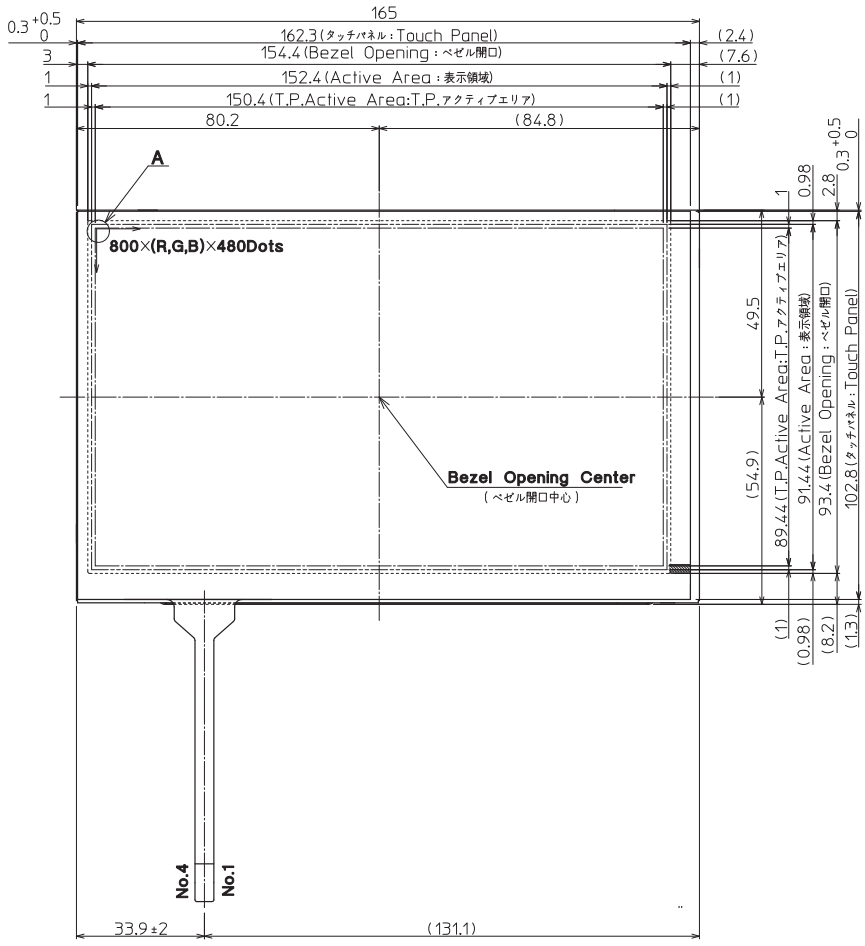 165
0.3 +0.5 0
162.3(タッチパネル:Touch Panel)
(2.4)
3
154.4(Bezel Opening:ベゼル開口)
(7.6)
1
152.4(Active Area:表示領域)
(1)
1
150.4(T.P.Active Area:T.P.アクティブエリア)
(1)
80.2
(84.8)
A
800×(R,G,B)×480Dots
1
0.98
2.8
0.3 +0.5 0
49.5
(54.9)
89.44(T.P.Active Area:T.P.アクティブエリア)
91.44(Active Area:表示領域)
93.4(Bezel Opening:ベゼル開口)
102.8(タッチパネル:Touch Panel)
Bezel Opening Center
(ベゼル開口中心)
(1)
(0.98)
(8.2)
(1.3)
No.4
No.1
33.9±2
(131.1)